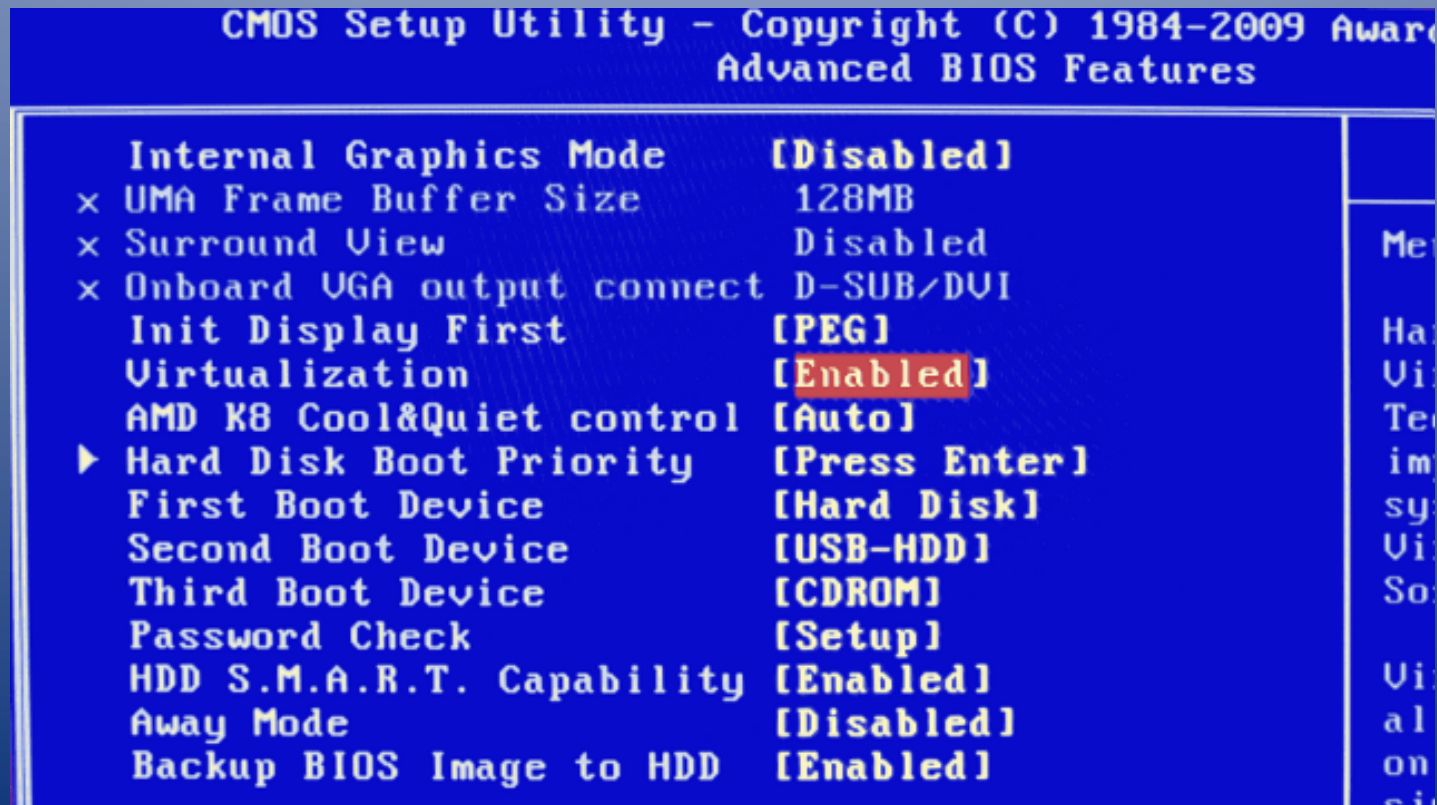 CMOS Setup Utility - Copyright (C) 1984-2009
Advanced BIOS Features
Internal Graphics Mode [Disabled]
x UMA Frame Buffer Size 128MB
x Surround View Disabled
x Onboard VGA output connect D-SUB/DVI
Init Display First [PEG]
Virtualization [Enabled]
AMD K8 Cool&Quiet control [Auto]
Hard Disk Boot Priority [Press Enter]
First Boot Device [Hard Disk]
Second Boot Device [USB-HDD]
Third Boot Device [CDROM]
Password Check [Setup]
HDD S.M.A.R.T. Capability [Enabled]
Away Mode [Disabled]
Backup BIOS Image to HDD [Enabled]